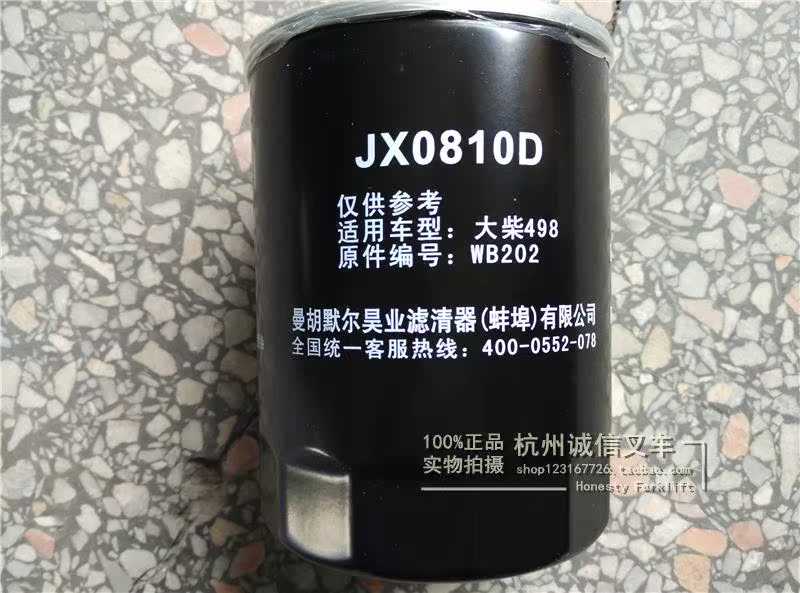 JX0810D
仅供参考
适用车型：大柴498
原件编号：WB202
曼胡默尔昊业滤清器(蚌埠)有限公司
全国统一客服热线：400-0552-078
100%正品 杭州诚信叉车
实物拍摄 shop123167726.taobao.com
Honesty Forklift